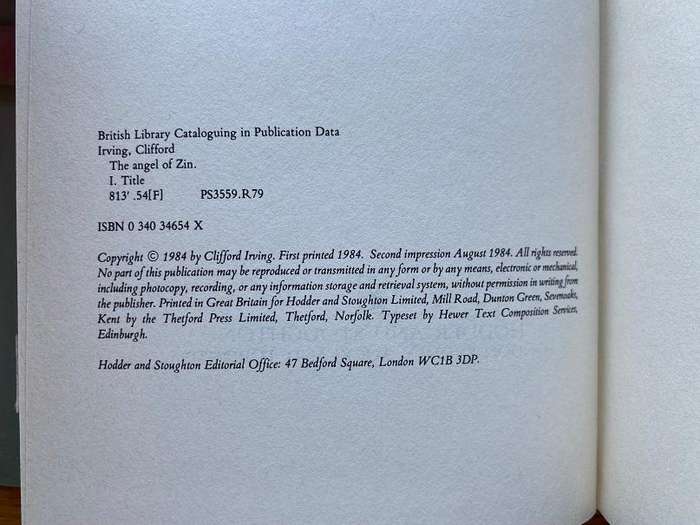 British Library Cataloguing in Publication Data
Irving, Clifford
The angel of Zin.
I. Title
813' .54[F] PS3559.R79
ISBN 0 340 34654 X
Copyright © 1984 by Clifford Irving. First printed 1984. Second impression August 1984. All rights reserved.
No part of this publication may be reproduced or transmitted in any form or by any means, electronic or mechanical,
including photocopy, recording, or any information storage and retrieval system, without permission in writing from
the publisher. Printed in Great Britain for Hodder and Stoughton Limited, Mill Road, Dunton Green, Sevenoaks,
Kent by the Thetford Press Limited, Thetford, Norfolk. Typeset by Hewer Text Composition Services,
Edinburgh.
Hodder and Stoughton Editorial Office: 47 Bedford Square, London WC1B 3DP.